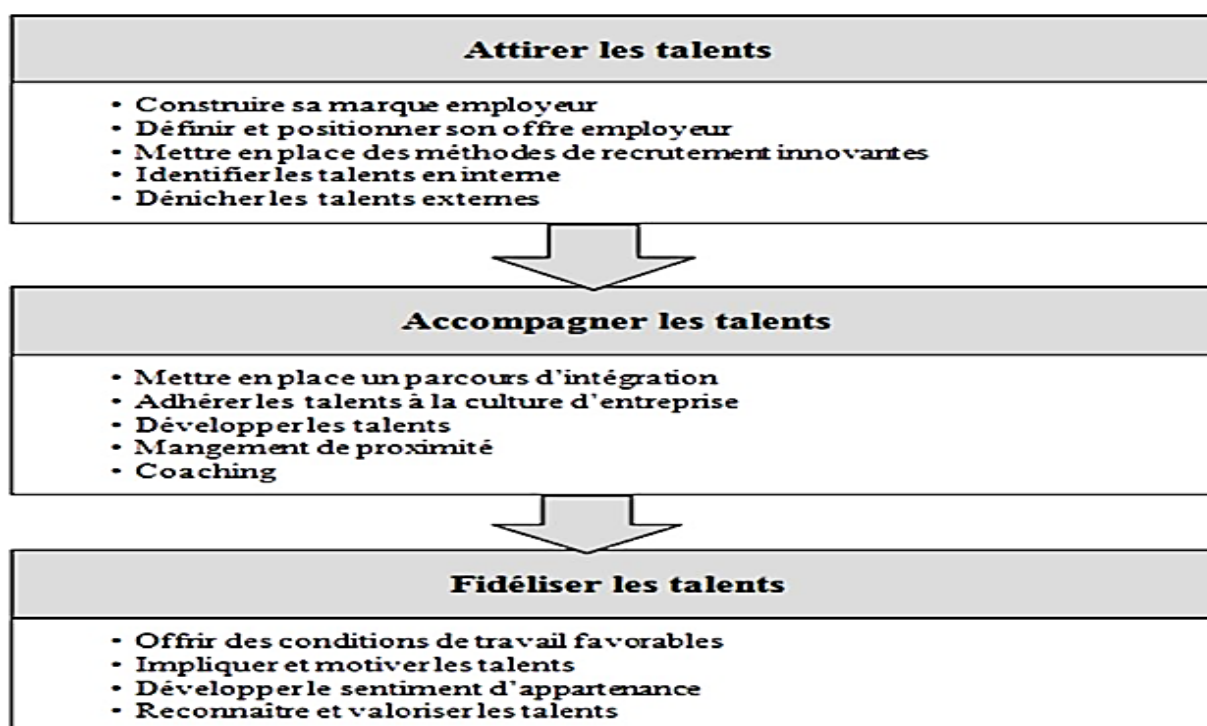 Attirer les talents
• Construire sa marque employeur
• Définir et positionner son offre employeur
• Mettre en place des méthodes de recrutement innovantes
• Identifier les talents en interne
• Dénicher les talents externes
Accompagner les talents
• Mettre en place un parcours d'intégration
• Adhérer les talents à la culture d'entreprise
• Développer les talents
• Mangement de proximité
• Coaching
Fidéliser les talents
• Offrir des conditions de travail favorables
• Impliquer et motiver les talents
• Développer le sentiment d'appartenance
• Reconnaître et valoriser les talents